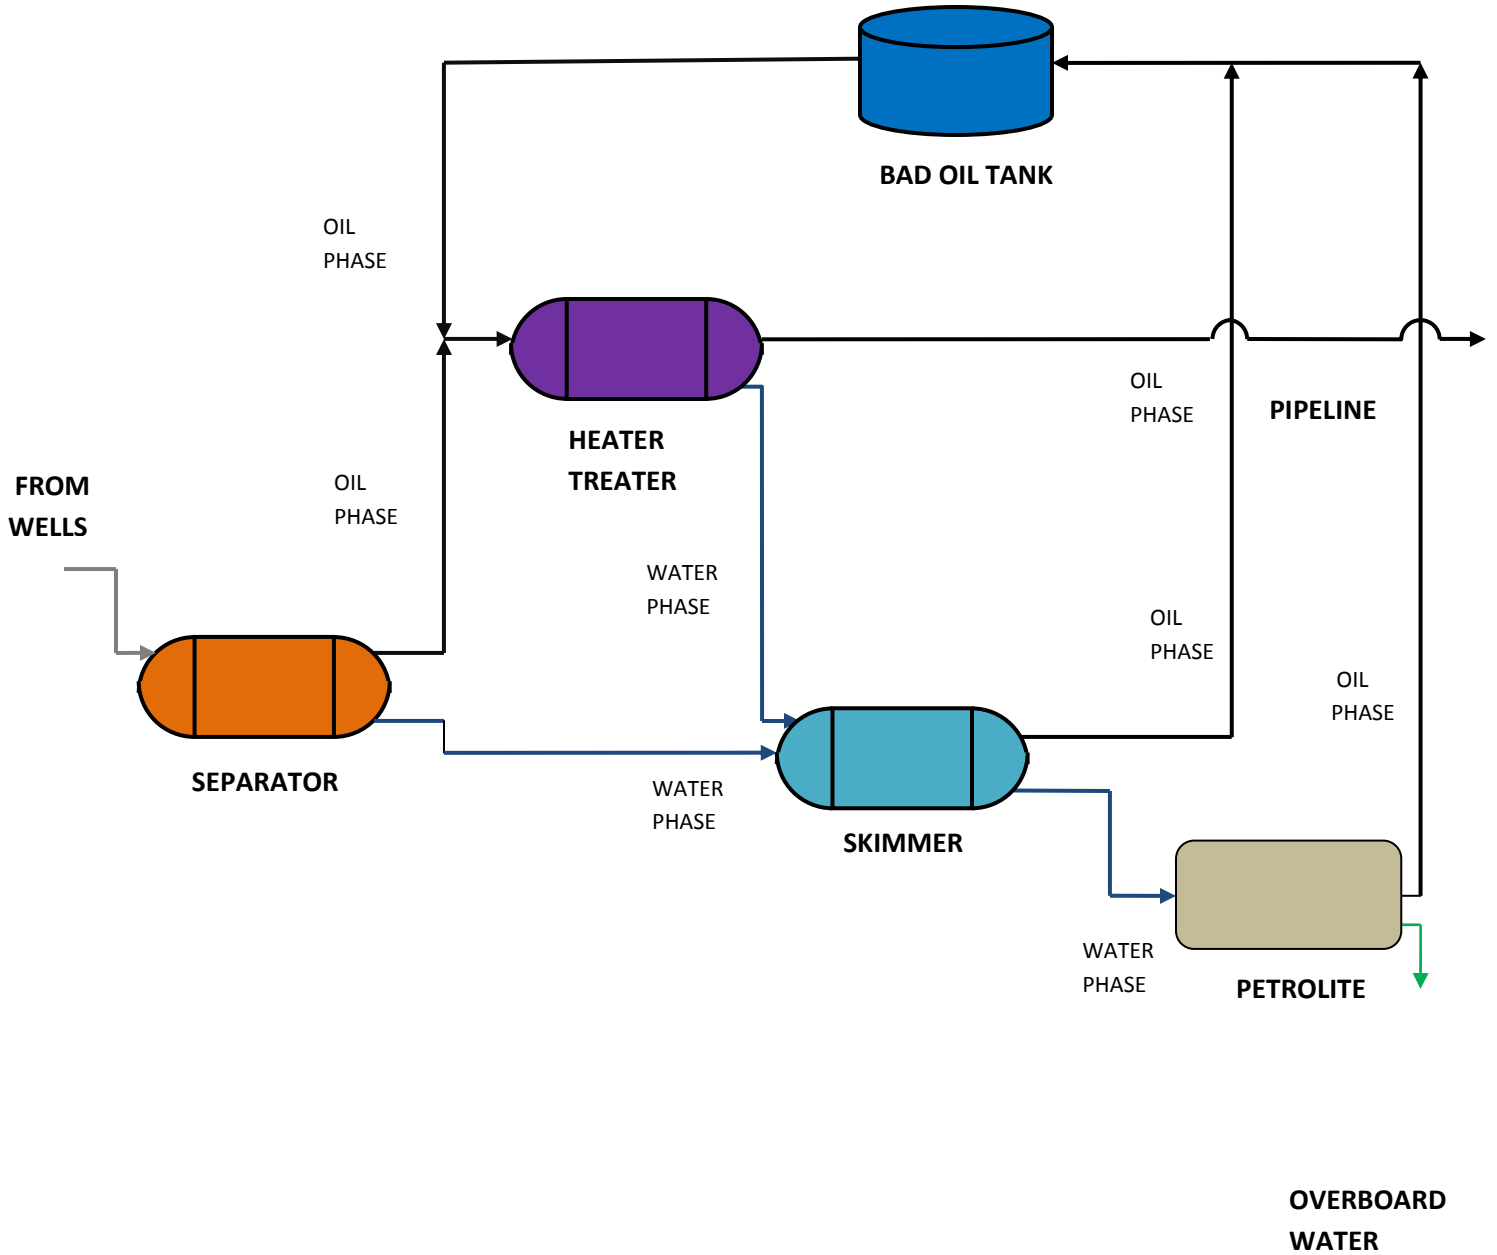 BAD OIL TANK
OIL
PHASE
OIL
PHASE
PIPELINE
HEATER
TREATER
FROM
WELLS
OIL
PHASE
WATER
PHASE
OIL
PHASE
OIL
PHASE
SEPARATOR
WATER
PHASE
SKIMMER
WATER
PHASE
PETROLITE
OVERBOARD
WATER